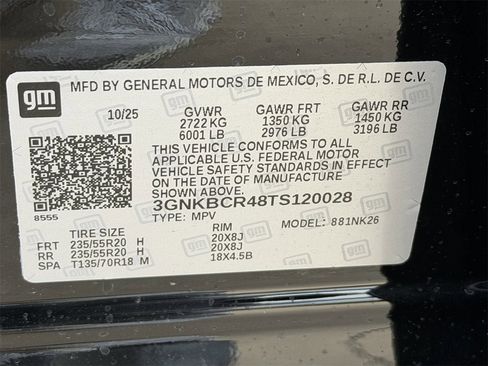 gm
MFD BY GENERAL MOTORS DE MEXICO, S. DE R.L. DE C.V.
10/25 GVWR GAWR FRT GAWR RR
2722 KG 1350 KG 1450 KG
6001 LB 2976 LB 3196 LB
THIS VEHICLE CONFORMS TO ALL
APPLICABLE U.S. FEDERAL MOTOR
VEHICLE SAFETY STANDARDS IN EFFECT
ON THE DATE OF MANUFACTURE
SHOWN ABOVE.
8555 3GNKBCR48TS120028
TYPE: MPV MODEL: 881NK26
TIRE SIZE RIM
FRT 235/55R20 H 20X8J
RR 235/55R20 H 20X8J
SPA T135/70R18 M 18X4.5B